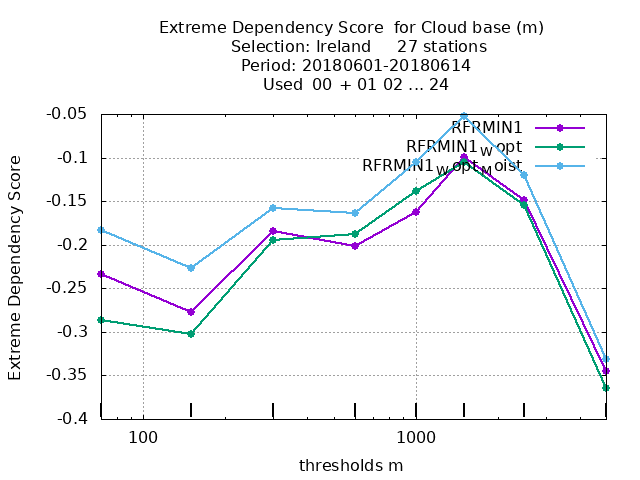 Extreme Dependency Score  for Cloud base (m)
Selection: Ireland     27 stations
Period: 20180601-20180614
Used  00  + 01 02 ... 24
RFRMIN1
RFRMIN1wopt
RFRMIN1woptMoist
-0.05
-0.1
-0.15
-0.2
-0.25
-0.3
-0.35
-0.4
Extreme Dependency Score
100
1000
thresholds m